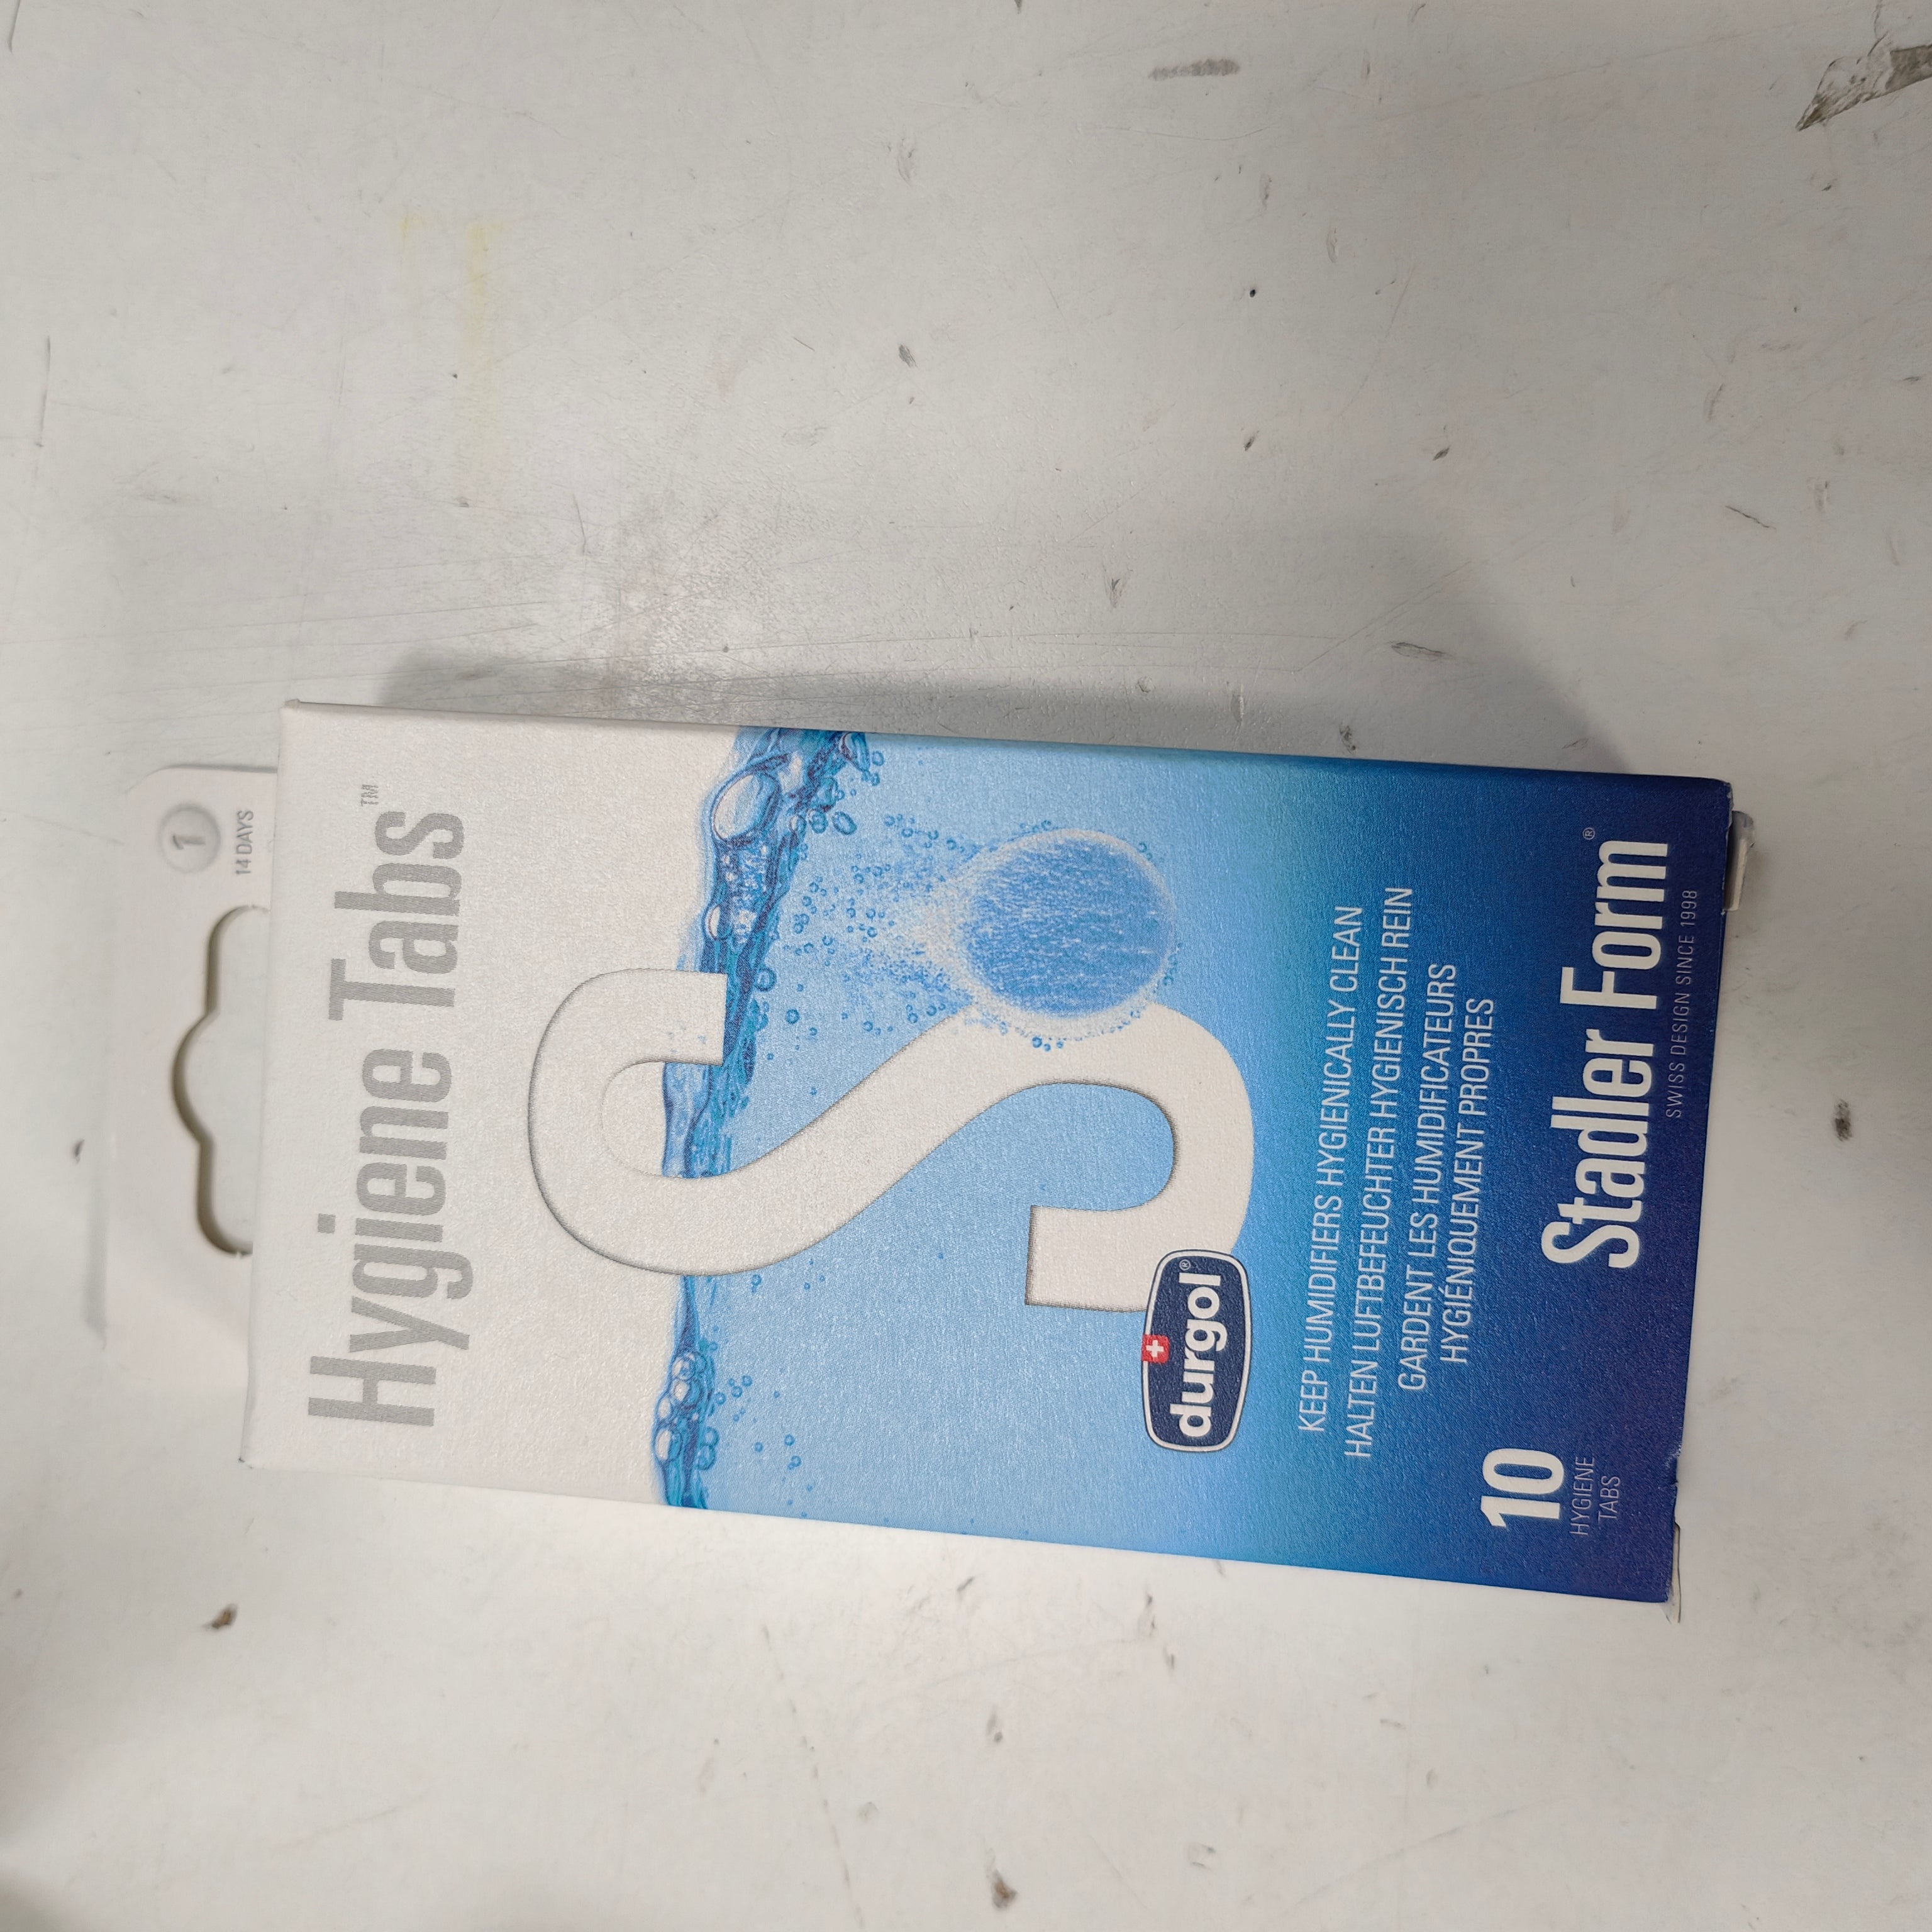 1
14 DAYS
Hygiene Tabs™
S
durgol®
KEEP HUMIDIFIERS HYGIENICALLY CLEAN
HALTEN LUFTBEFEUCHTER HYGIENISCH REIN
GARDENT LES HUMIDIFICATEURS
HYGIÉNIQUEMENT PROPRES
10
HYGIENE
TABS
Stadler Form®
SWISS DESIGN SINCE 1998